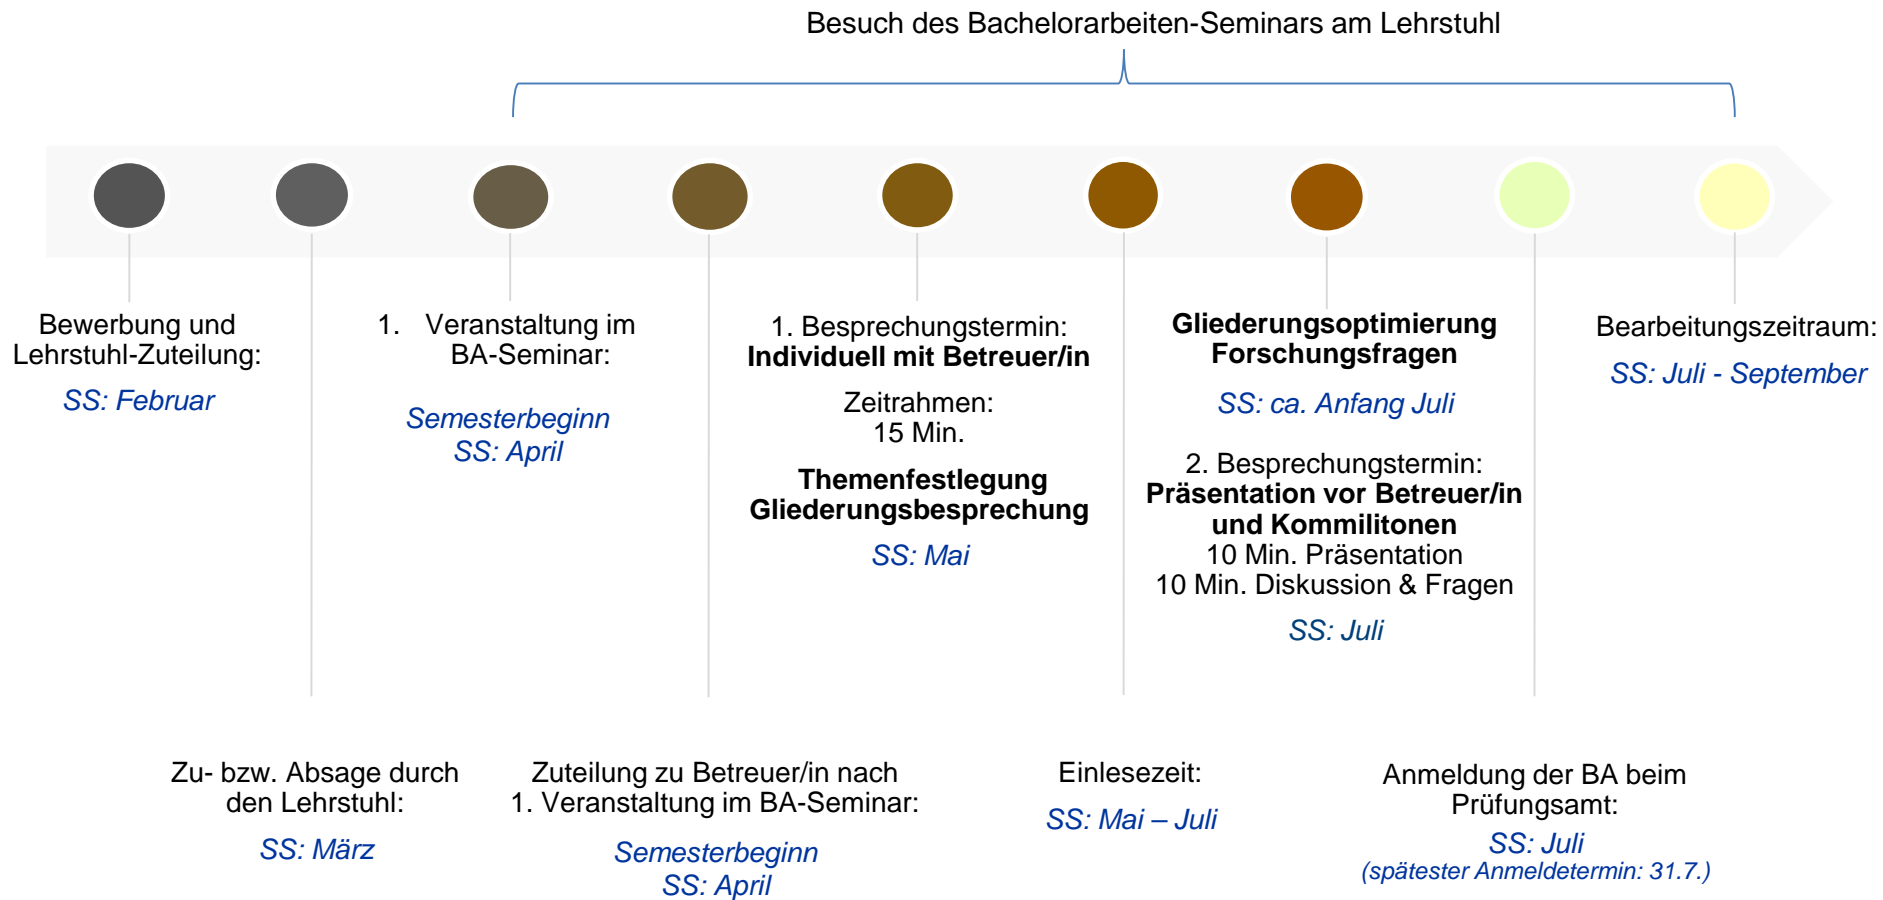 Besuch des Bachelorarbeiten-Seminars am Lehrstuhl
Bewerbung und
Lehrstuhl-Zuteilung:
SS: Februar
1. Veranstaltung im
BA-Seminar:
Semesterbeginn
SS: April
1. Besprechungstermin:
Individuell mit Betreuer/in
Zeitrahmen:
15 Min.
Themenfestlegung
Gliederungsbesprechung
SS: Mai
Gliederungsoptimierung
Forschungsfragen
SS: ca. Anfang Juli
2. Besprechungstermin:
Präsentation vor Betreuer/in
und Kommilitonen
10 Min. Präsentation
10 Min. Diskussion & Fragen
SS: Juli
Bearbeitungszeitraum:
SS: Juli - September
Zu- bzw. Absage durch
den Lehrstuhl:
SS: März
Zuteilung zu Betreuer/in nach
1. Veranstaltung im BA-Seminar:
Semesterbeginn
SS: April
Einlesezeit:
SS: Mai – Juli
Anmeldung der BA beim
Prüfungsamt:
SS: Juli
(spätester Anmeldetermin: 31.7.)